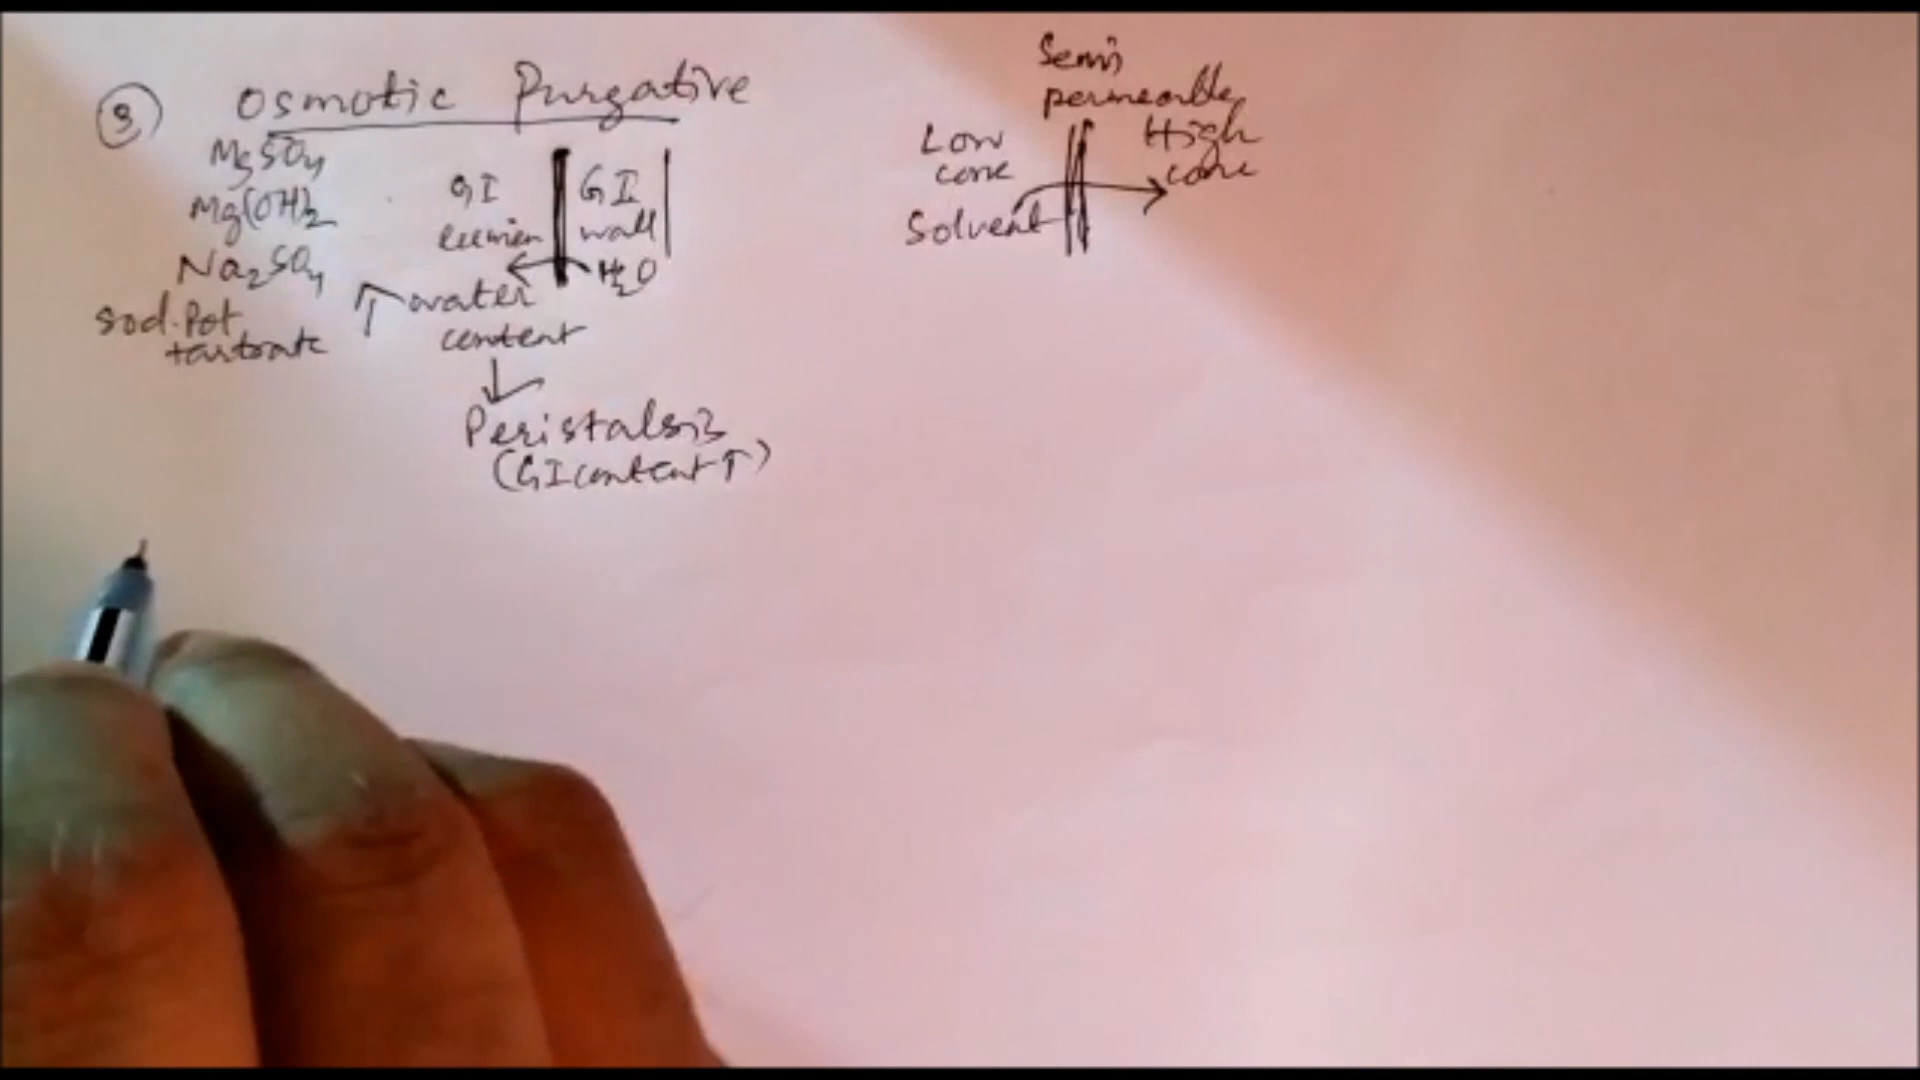 3 Osmotic Purgative
MgSO4
Mg(OH)2
Na2SO4
sod. Pot
tartrate
GI
lumen
GI
wall
H2O
↑ water
content
↓
Peristalsis
(GI content ↑)
Semi
permeable
Low
conc
High
conc
Solvent